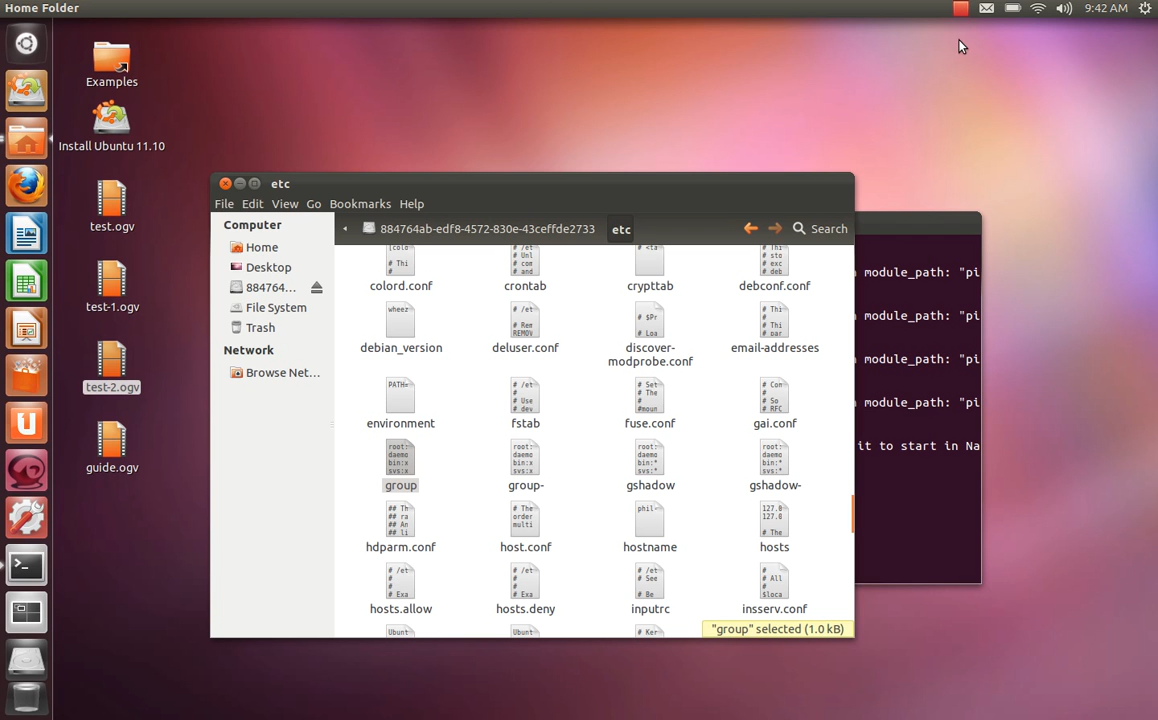 Home Folder
9:42 AM
Examples
Install Ubuntu 11.10
test.ogv
test-1.ogv
test-2.ogv
guide.ogv
etc
File Edit View Go Bookmarks Help
Computer
Home
Desktop
884764...
File System
Trash
Network
Browse Net...
884764ab-edf8-4572-830e-43ceffde2733
etc
Search
colord.conf
crontab
crypttab
debconf.conf
debian_version
deluser.conf
discover-
modprobe.conf
email-addresses
environment
fstab
fuse.conf
gai.conf
group
group-
gshadow
gshadow-
hdparm.conf
host.conf
hostname
hosts
hosts.allow
hosts.deny
inputrc
insserv.conf
"group" selected (1.0 kB)
module_path: "pi
module_path: "pi
it to start in Na